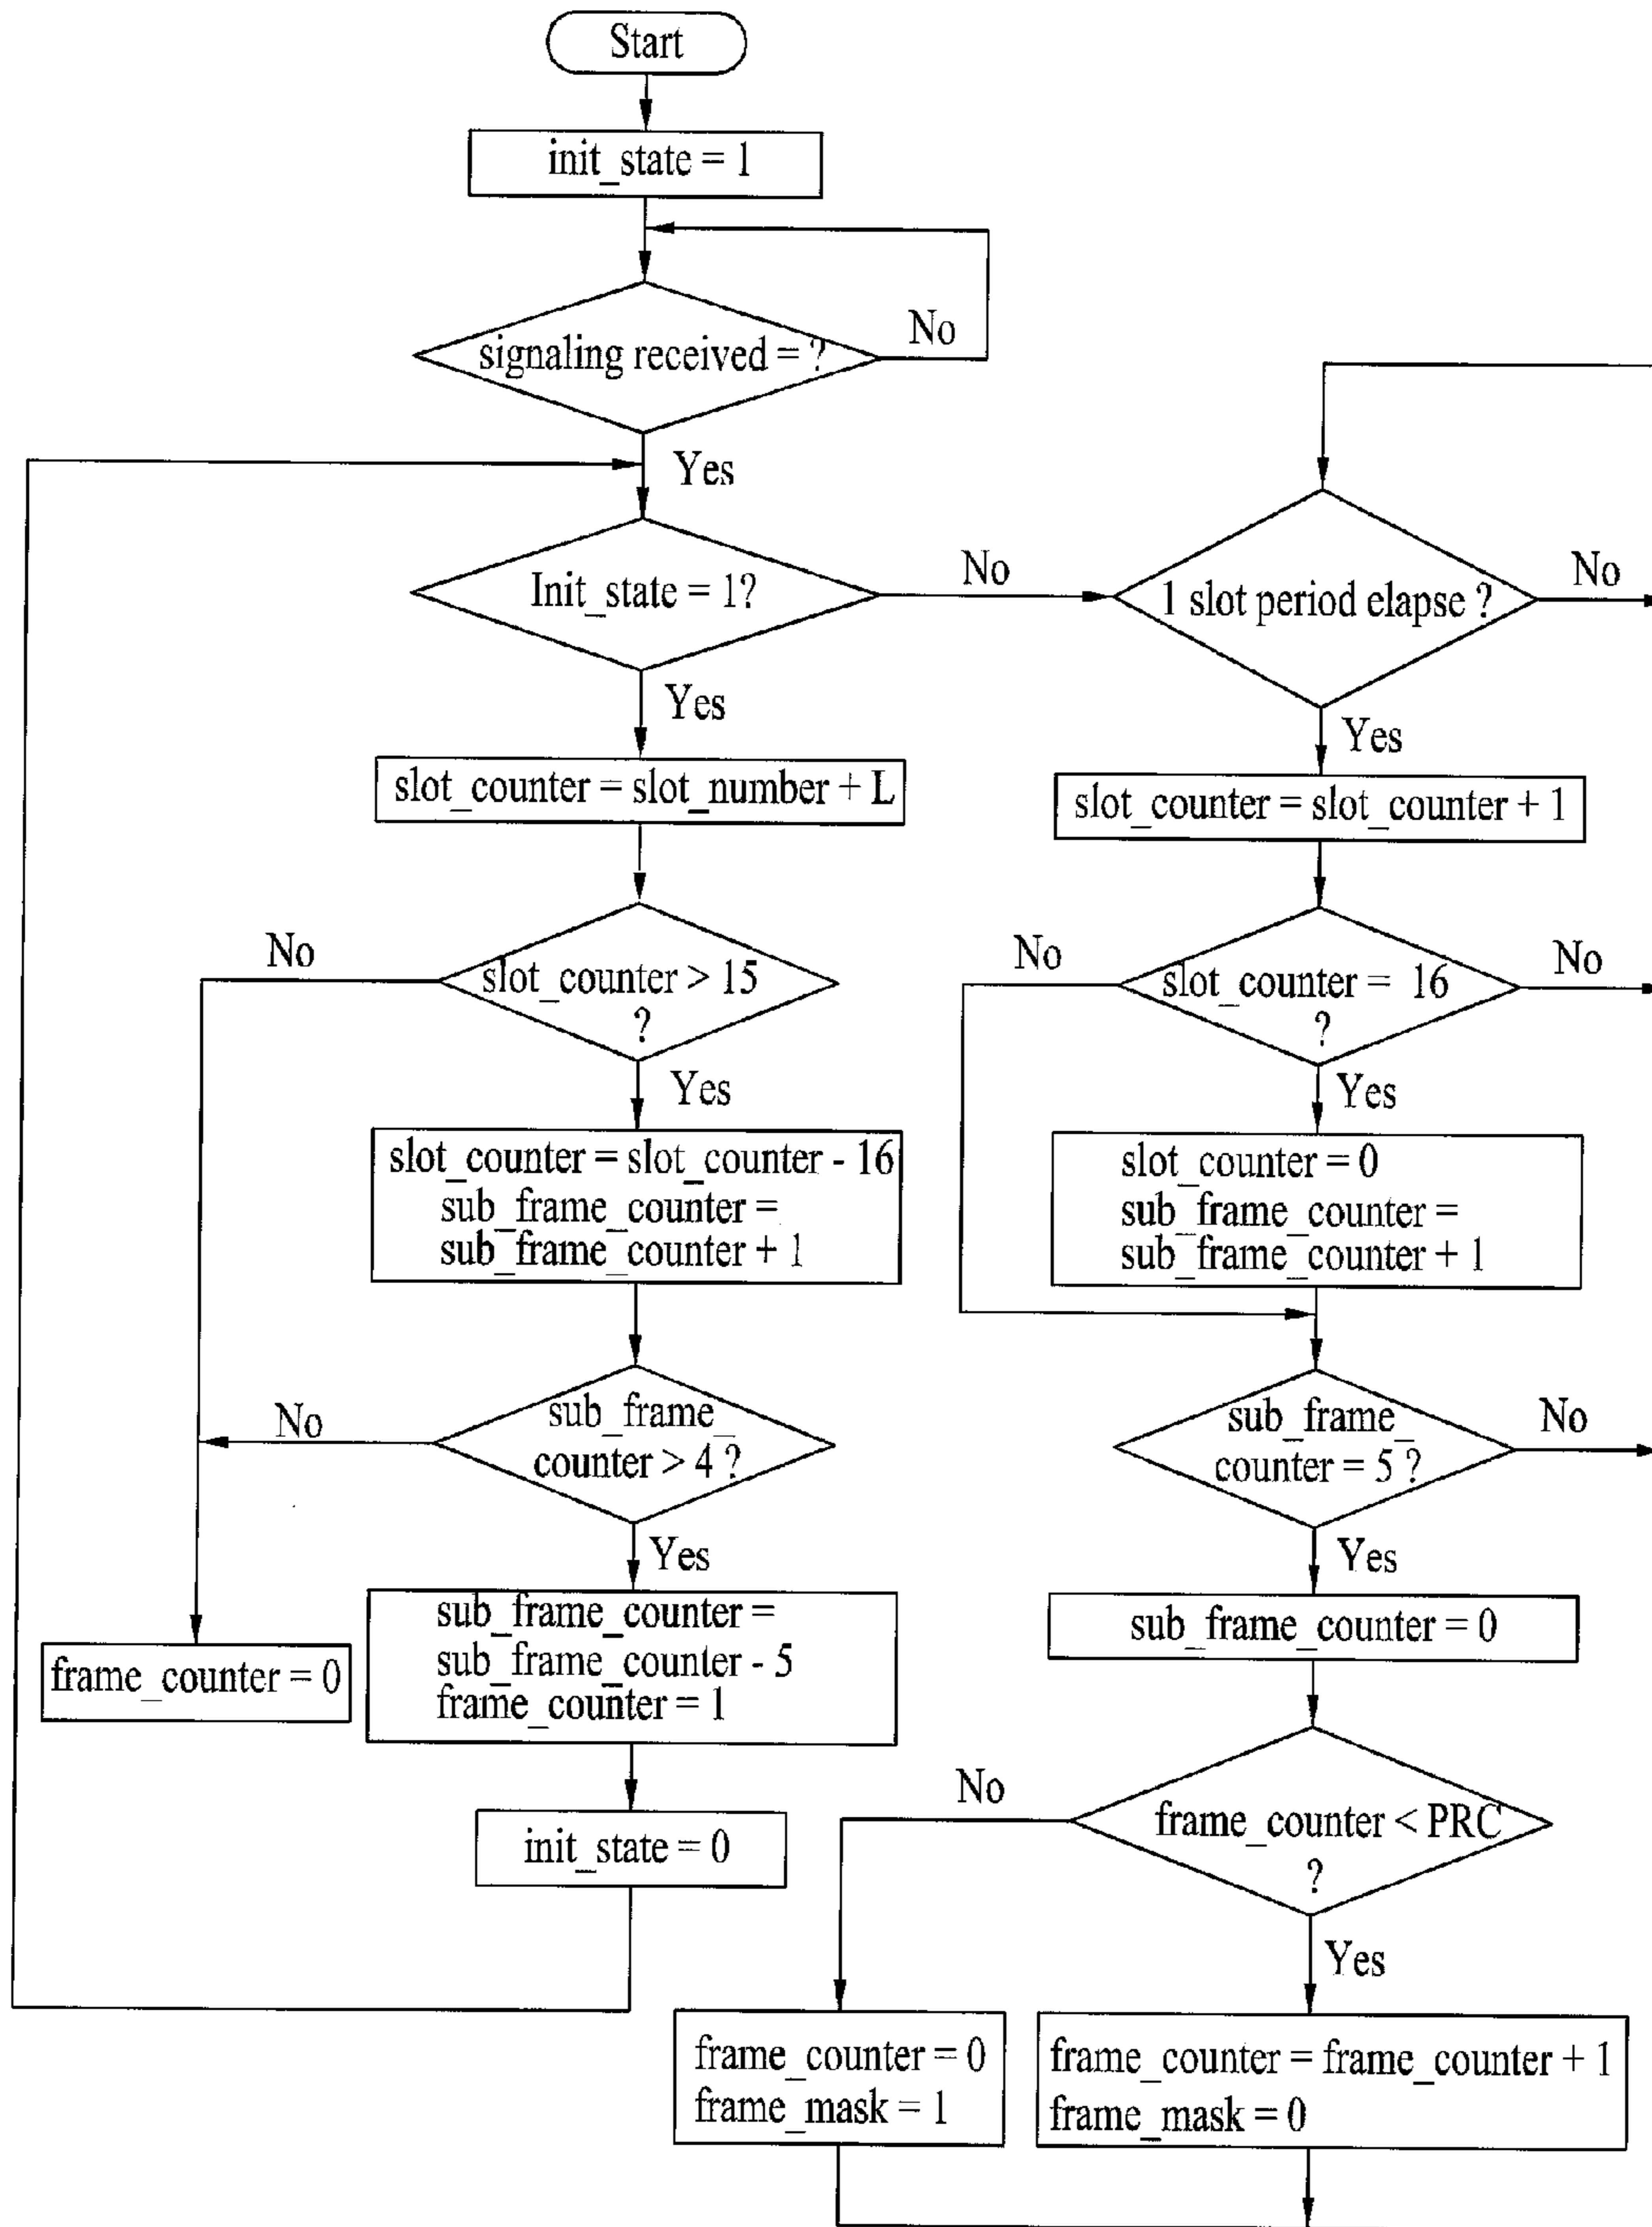 Start
init_state = 1
signaling received = ?
No
Yes
Init_state = 1?
No
1 slot period elapse ?
No
Yes
Yes
slot_counter = slot_number + L
slot_counter = slot_counter + 1
No
slot_counter > 15
?
No
slot_counter = 16
?
No
Yes
Yes
slot_counter = slot_counter - 16
sub_frame_counter =
sub_frame_counter + 1
slot_counter = 0
sub_frame_counter =
sub_frame_counter + 1
No
sub_frame_
counter > 4 ?
sub_frame_
counter = 5 ?
No
Yes
Yes
frame_counter = 0
sub_frame_counter =
sub_frame_counter - 5
frame_counter = 1
sub_frame_counter = 0
init_state = 0
No
frame_counter < PRC
?
Yes
frame_counter = 0
frame_mask = 1
frame_counter = frame_counter + 1
frame_mask = 0